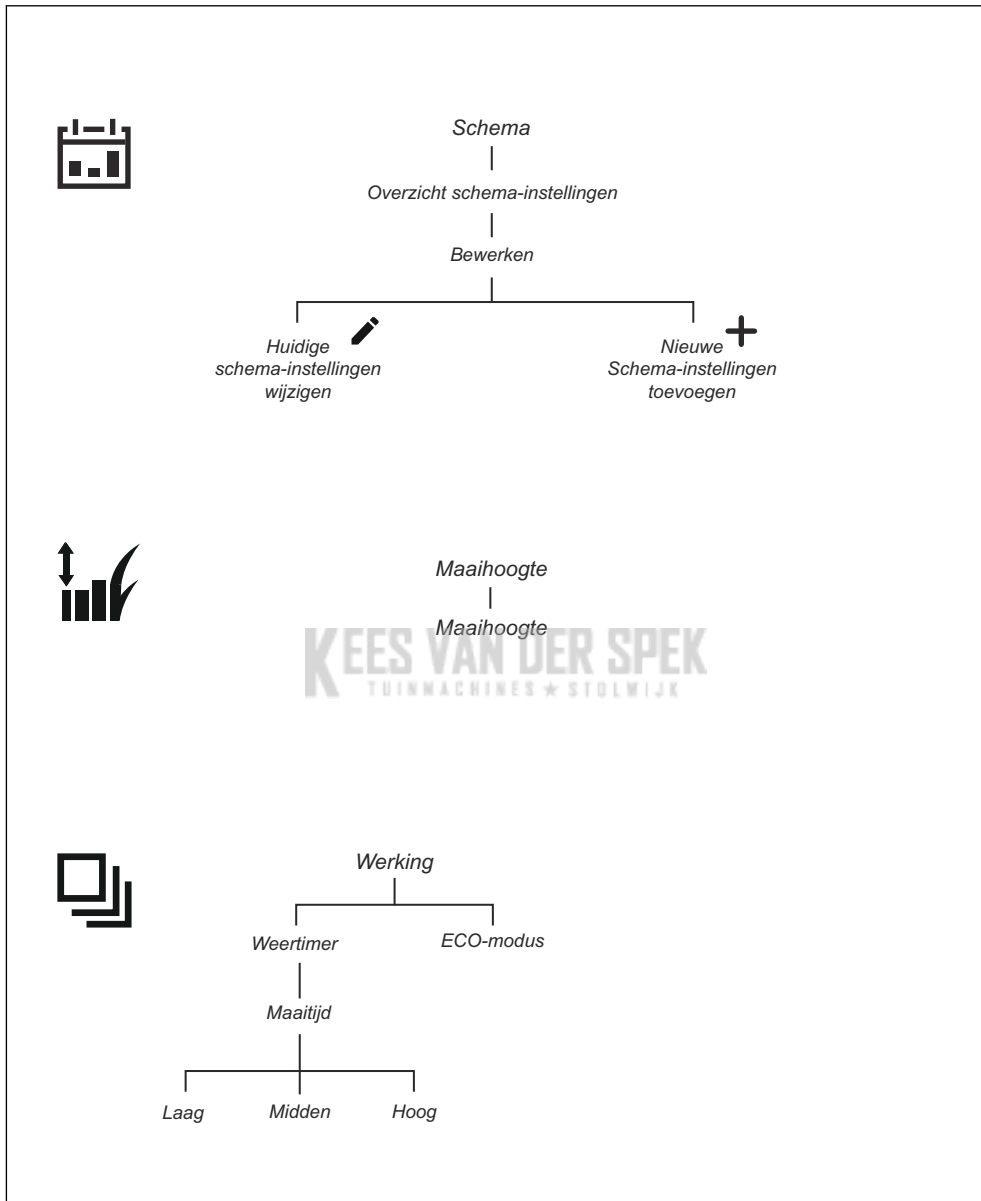 Schema
Overzicht schema-instellingen
Bewerken
Huidige
schema-instellingen
wijzigen
Nieuwe
Schema-instellingen
toevoegen
Maaihoogte
Maaihoogte
KEES VAN DER SPEK
TUINMACHINES ★ STOLWIJK
Werking
Weertimer
ECO-modus
Maaitijd
Laag
Midden
Hoog